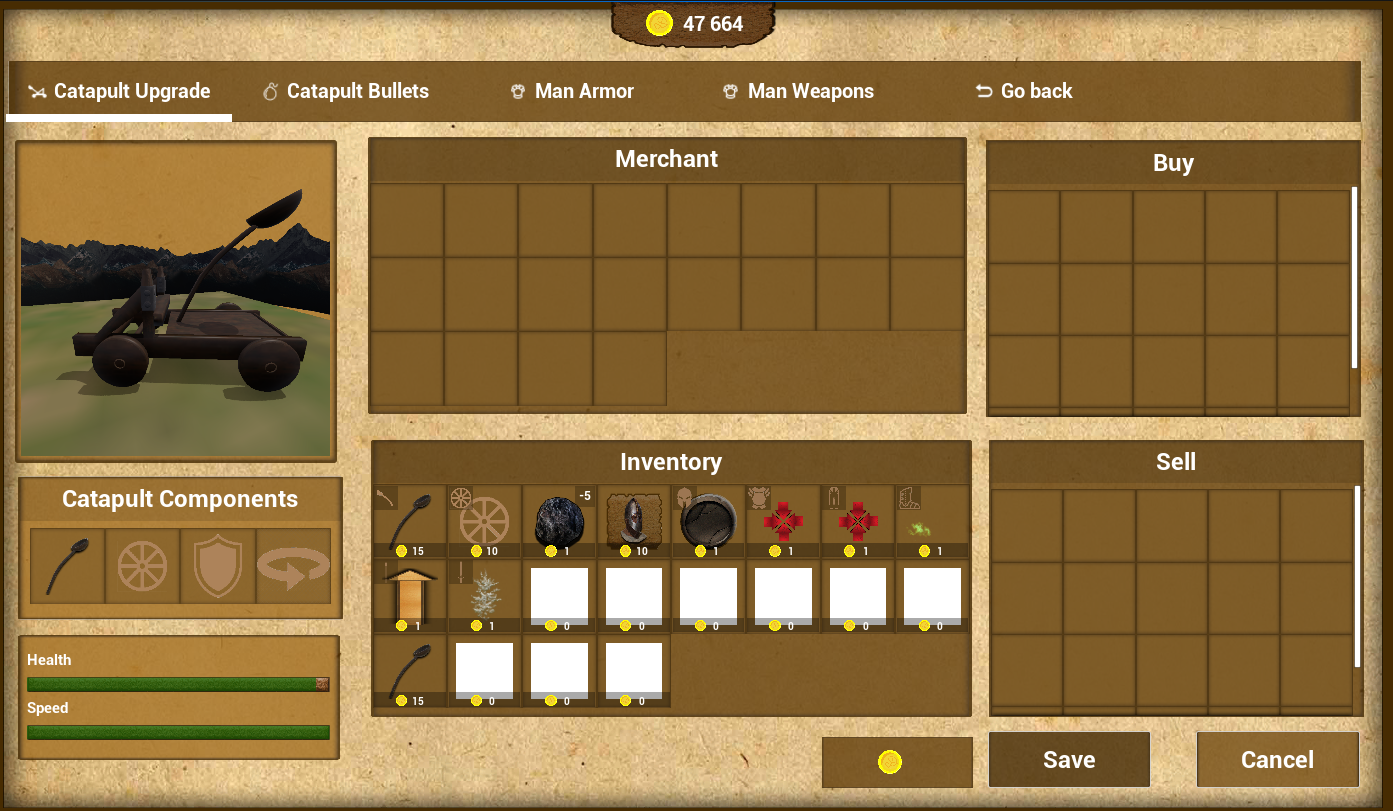 47 664
Catapult Upgrade Catapult Bullets Man Armor Man Weapons Go back
Merchant
Buy
Inventory
Sell
-5
15 10 1 10 1 1 1 1
1 1 0 0 0 0 0 0
15 0 0 0
Catapult Components
Health
Speed
Save Cancel